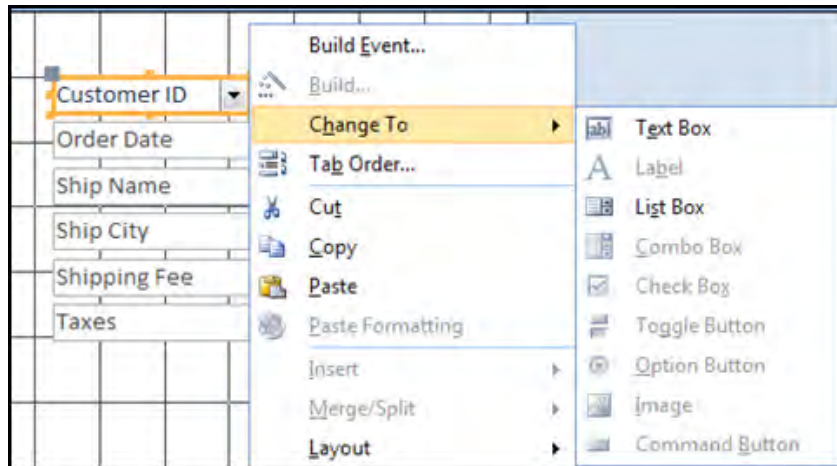 Customer ID
Order Date
Ship Name
Ship City
Shipping Fee
Taxes
Build Event...
Build...
Change To
Tab Order...
Cut
Copy
Paste
Paste Formatting
Insert
Merge/Split
Layout
Text Box
Label
List Box
Combo Box
Check Box
Toggle Button
Option Button
Image
Command Button